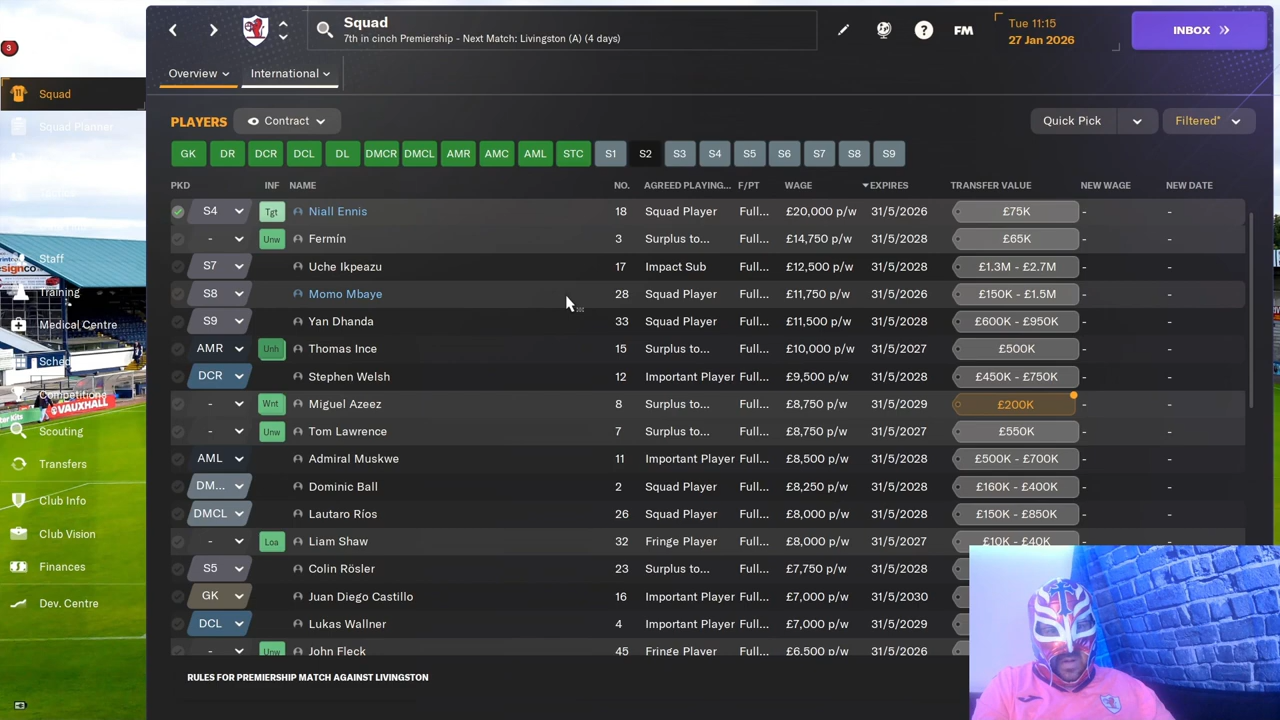 Squad
7th in cinch Premiership - Next Match: Livingston (A) (4 days)
FM
Tue 11:15
27 Jan 2026
INBOX
3
Overview
International
Squad
Squad Planner
Staff
Training
Medical Centre
Sched
Competitions
Scouting
Transfers
Club Info
Club Vision
Finances
Dev. Centre
VAUXHALL
PLAYERS
Contract
Quick Pick
Filtered*
GK DR DCR DCL DL DMCR DMCL AMR AMC AML STC S1 S2 S3 S4 S5 S6 S7 S8 S9
PKD INF NAME NO. AGREED PLAYING... F/PT WAGE EXPIRES TRANSFER VALUE NEW WAGE NEW DATE
S4 Tgt Niall Ennis 18 Squad Player Full... £20,000 p/w 31/5/2026 £75K - -
- Unw Fermín 3 Surplus to... Full... £14,750 p/w 31/5/2028 £65K - -
S7 Uche Ikpeazu 17 Impact Sub Full... £12,500 p/w 31/5/2028 £1.3M - £2.7M - -
S8 Momo Mbaye 28 Squad Player Full... £11,750 p/w 31/5/2026 £150K - £1.5M - -
S9 Yan Dhanda 33 Squad Player Full... £11,500 p/w 31/5/2028 £600K - £950K - -
AMR Unh Thomas Ince 15 Surplus to... Full... £10,000 p/w 31/5/2027 £500K - -
DCR Stephen Welsh 12 Important Player Full... £9,500 p/w 31/5/2028 £450K - £750K - -
- Wnt Miguel Azeez 8 Surplus to... Full... £8,750 p/w 31/5/2029 £200K - -
- Unw Tom Lawrence 7 Surplus to... Full... £8,750 p/w 31/5/2027 £550K - -
AML Admiral Muskwe 11 Important Player Full... £8,500 p/w 31/5/2028 £500K - £700K - -
DM... Dominic Ball 2 Squad Player Full... £8,250 p/w 31/5/2028 £160K - £400K - -
DMCL Lautaro Ríos 26 Squad Player Full... £8,000 p/w 31/5/2028 £150K - £850K - -
- Loa Liam Shaw 32 Fringe Player Full... £8,000 p/w 31/5/2027 £10K - £40K - -
S5 Colin Rösler 23 Surplus to... Full... £7,750 p/w 31/5/2028
GK Juan Diego Castillo 16 Important Player Full... £7,000 p/w 31/5/2030
DCL Lukas Wallner 4 Important Player Full... £7,000 p/w 31/5/2029
- Unw John Fleck 45 Fringe Player Full... £6,500 p/w 31/5/2028
RULES FOR PREMIERSHIP MATCH AGAINST LIVINGSTON